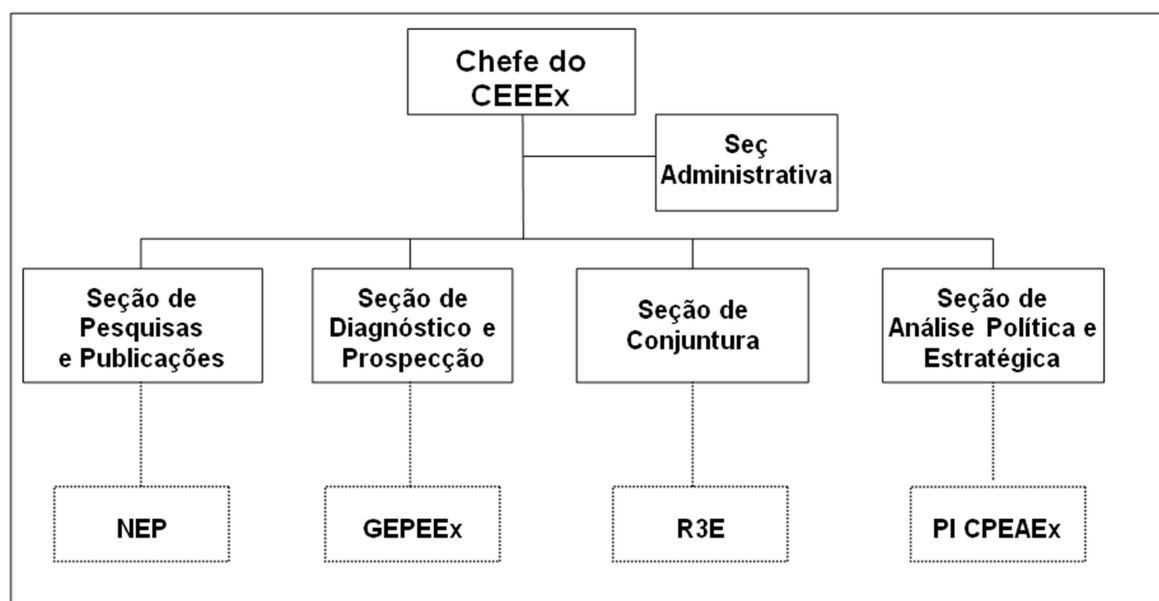 Chefe do
CEEEx
Seç
Administrativa
Seção de
Pesquisas
e Publicações
Seção de
Diagnóstico e
Prospecção
Seção de
Conjuntura
Seção de
Análise Política e
Estratégica
NEP
GEPEEx
R3E
PI CPEAEx